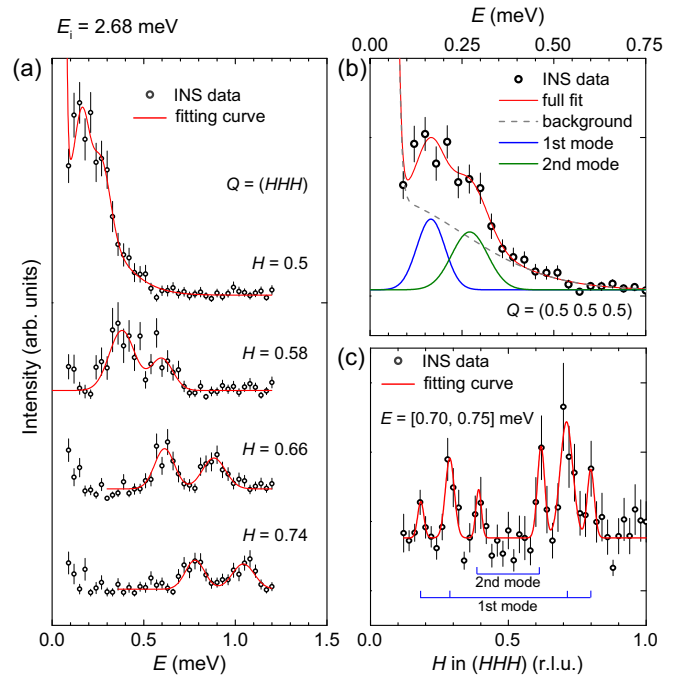 Ei = 2.68 meV
(a)
INS data
fitting curve
Q = (HHH)
H = 0.5
H = 0.58
H = 0.66
H = 0.74
Intensity (arb. units)
0.0 0.5 1.0 1.5
E (meV)
E (meV)
0.00 0.25 0.50 0.75
(b)
INS data
full fit
background
1st mode
2nd mode
Q = (0.5 0.5 0.5)
(c)
INS data
fitting curve
E = [0.70, 0.75] meV
2nd mode
1st mode
0.0 0.5 1.0
H in (HHH) (r.l.u.)